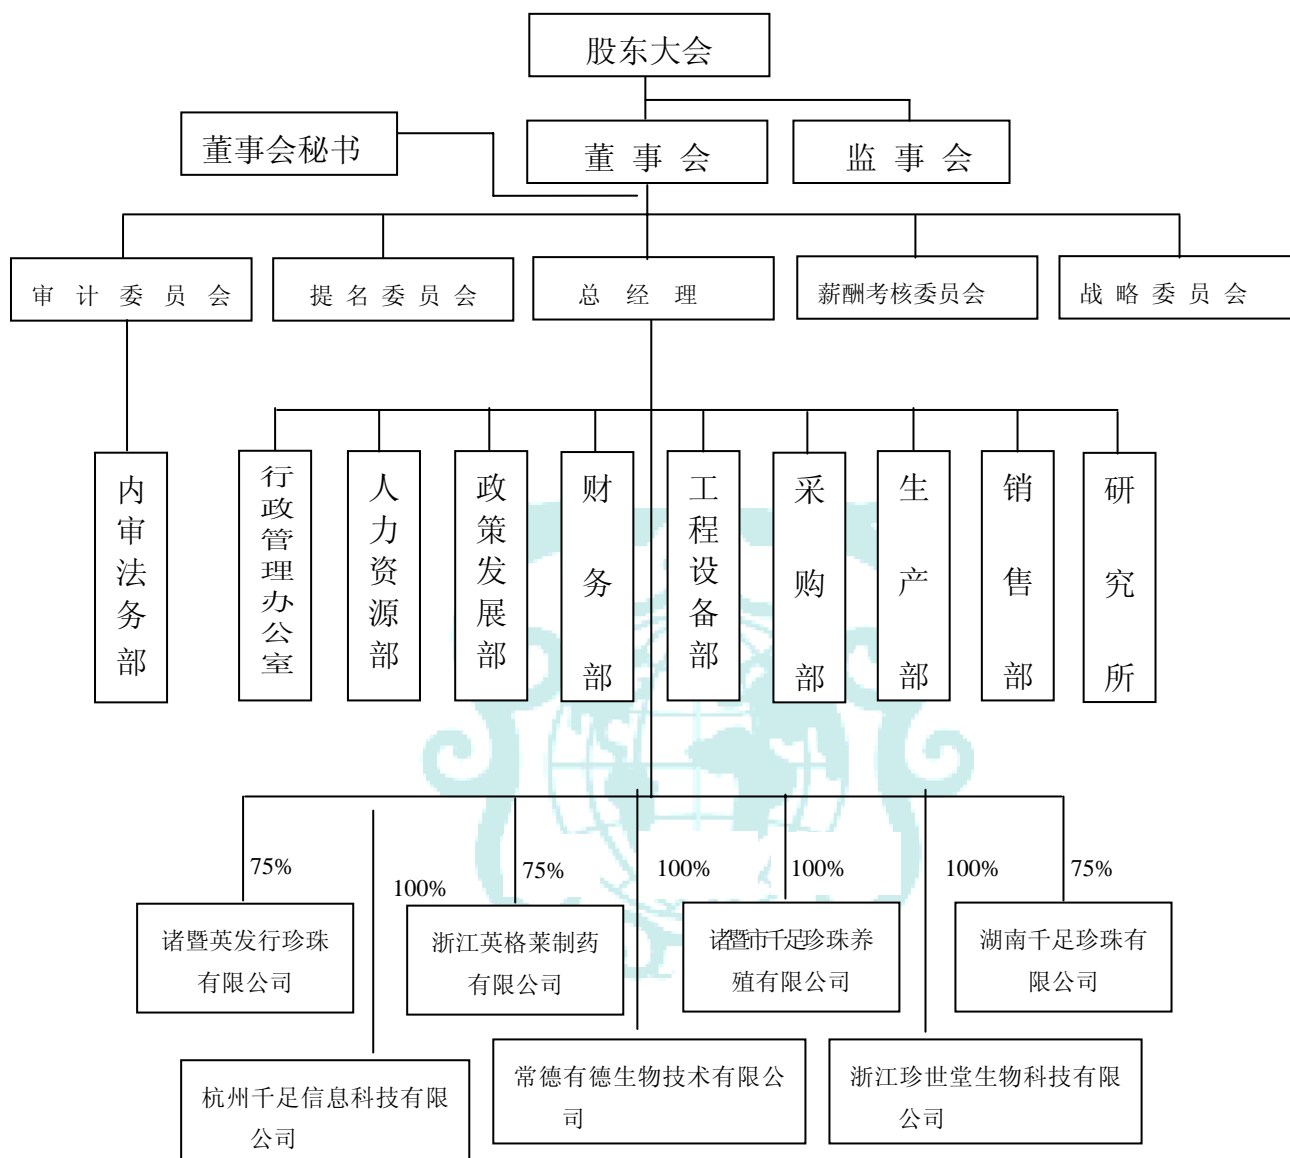 股东大会
董事会秘书
董事会
监事会
审计委员会
提名委员会
总经理
薪酬考核委员会
战略委员会
内审法务部
行政管理办公室
人力资源部
政策发展部
财务部
工程设备部
采购部
生产部
销售部
研究所
75%
100%
75%
100%
100%
100%
75%
诸暨英发行珍珠
有限公司
浙江英格莱制药
有限公司
诸暨市千足珍珠养
殖有限公司
湖南千足珍珠有
限公司
杭州千足信息科技有限
公司
常德有德生物技术有限公
司
浙江珍世堂生物科技有限
公司